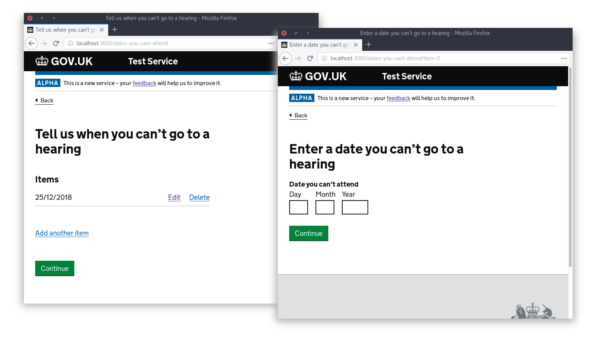 Tell us when you can't go to a hearing - Mozilla Firefox
Tell us when you can't go
localhost:3000/dates-you-cant-attend
GOV.UK Test Service
ALPHA This is a new service – your feedback will help us to improve it.
Back
Tell us when you can’t go to a
hearing
Items
25/12/2018 Edit Delete
Add another item
Continue
Enter a date you can't go to a hearing - Mozilla Firefox
Enter a date you can't go
localhost:3000/dates-you-cant-attend/item-0
GOV.UK Test Service
ALPHA This is a new service – your feedback will help us to improve it.
Back
Enter a date you can’t go to a
hearing
Date you can't attend
Day Month Year
Continue